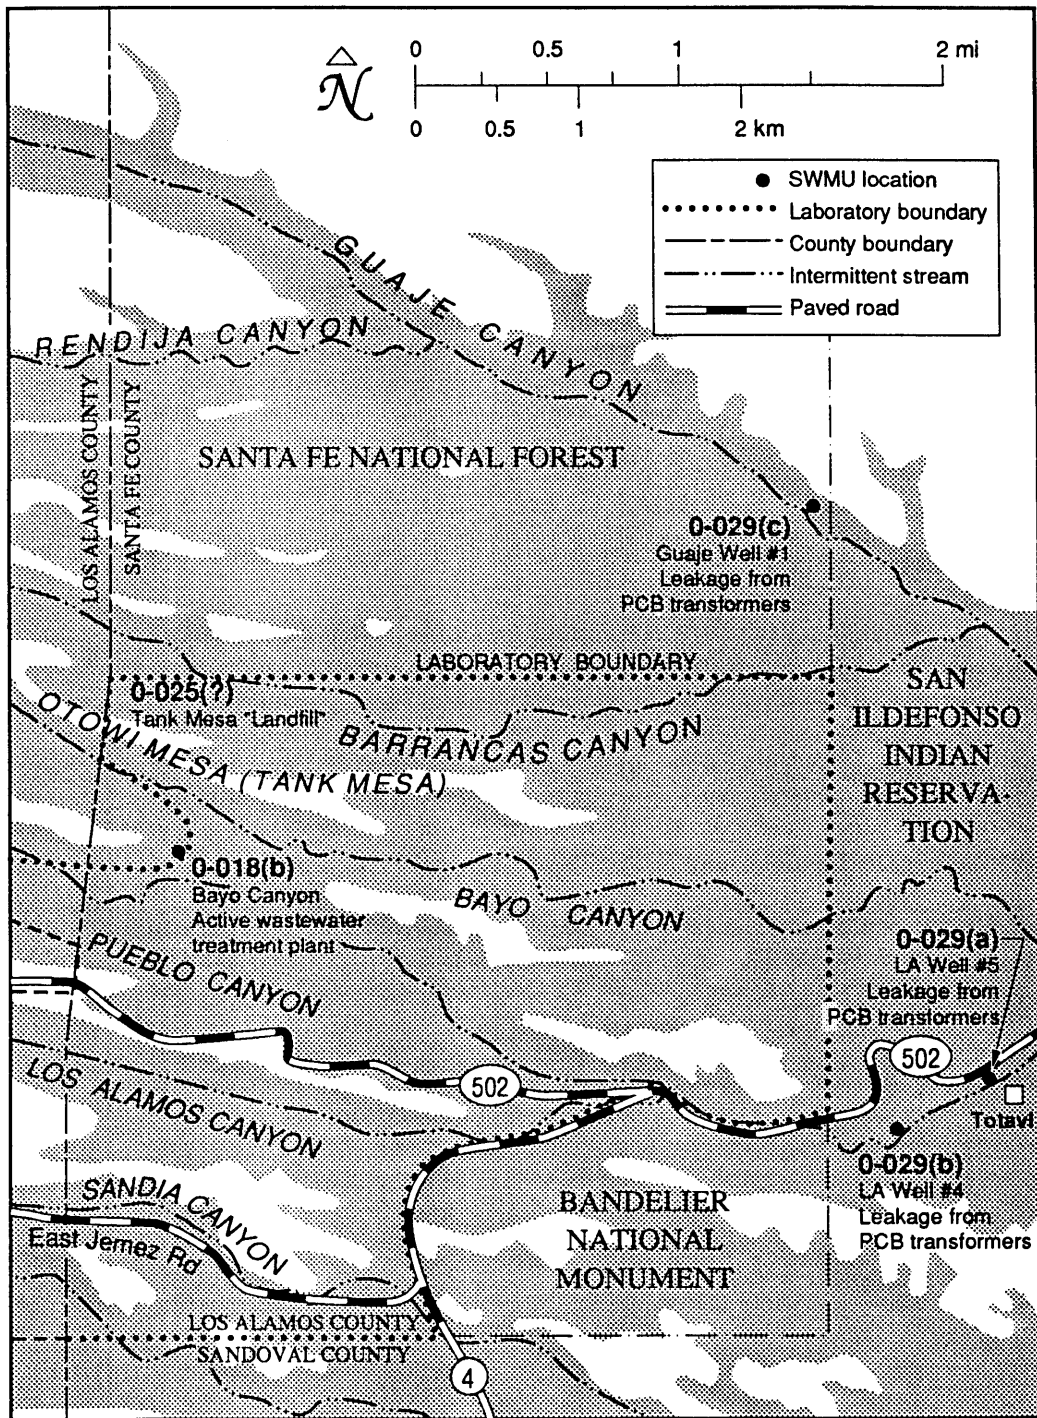 0 0.5 1 2 mi
N
0 0.5 1 2 km
SWMU location
Laboratory boundary
County boundary
Intermittent stream
Paved road
GUAJE CANYON
RENDIJA CANYON
LOS ALAMOS COUNTY
SANTA FE COUNTY
SANTA FE NATIONAL FOREST
0-029(c)
Guaje Well #1
Leakage from
PCB transformers
LABORATORY BOUNDARY
0-025(?)
Tank Mesa "Landfill"
SAN
ILDEFONSO
INDIAN
RESERVA-
TION
BARRANCAS CANYON
OTOWI MESA (TANK MESA)
0-018(b)
Bayo Canyon
Active wastewater
treatment plant
BAYO CANYON
PUEBLO CANYON
0-029(a)
LA Well #5
Leakage from
PCB transformers
502
502
LOS ALAMOS CANYON
Totavi
0-029(b)
LA Well #4
Leakage from
PCB transformers
SANDIA CANYON
East Jemez Rd
BANDELIER
NATIONAL
MONUMENT
LOS ALAMOS COUNTY
SANDOVAL COUNTY
4